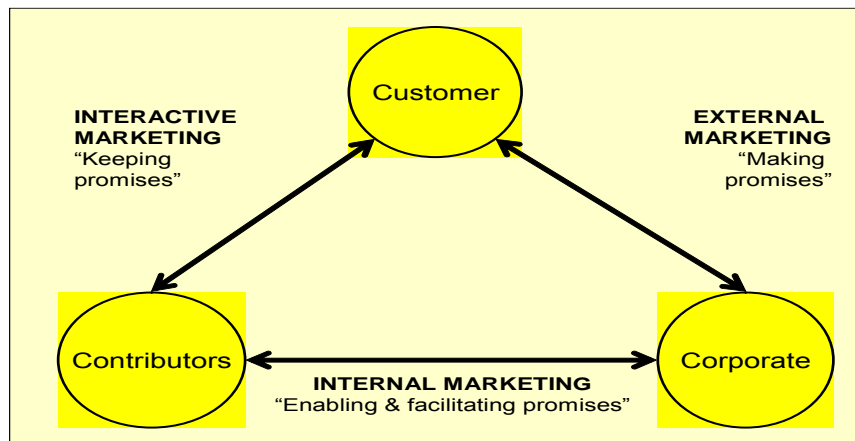 Customer
INTERACTIVE
MARKETING
“Keeping
promises”
EXTERNAL
MARKETING
“Making
promises”
Contributors
Corporate
INTERNAL MARKETING
“Enabling & facilitating promises”